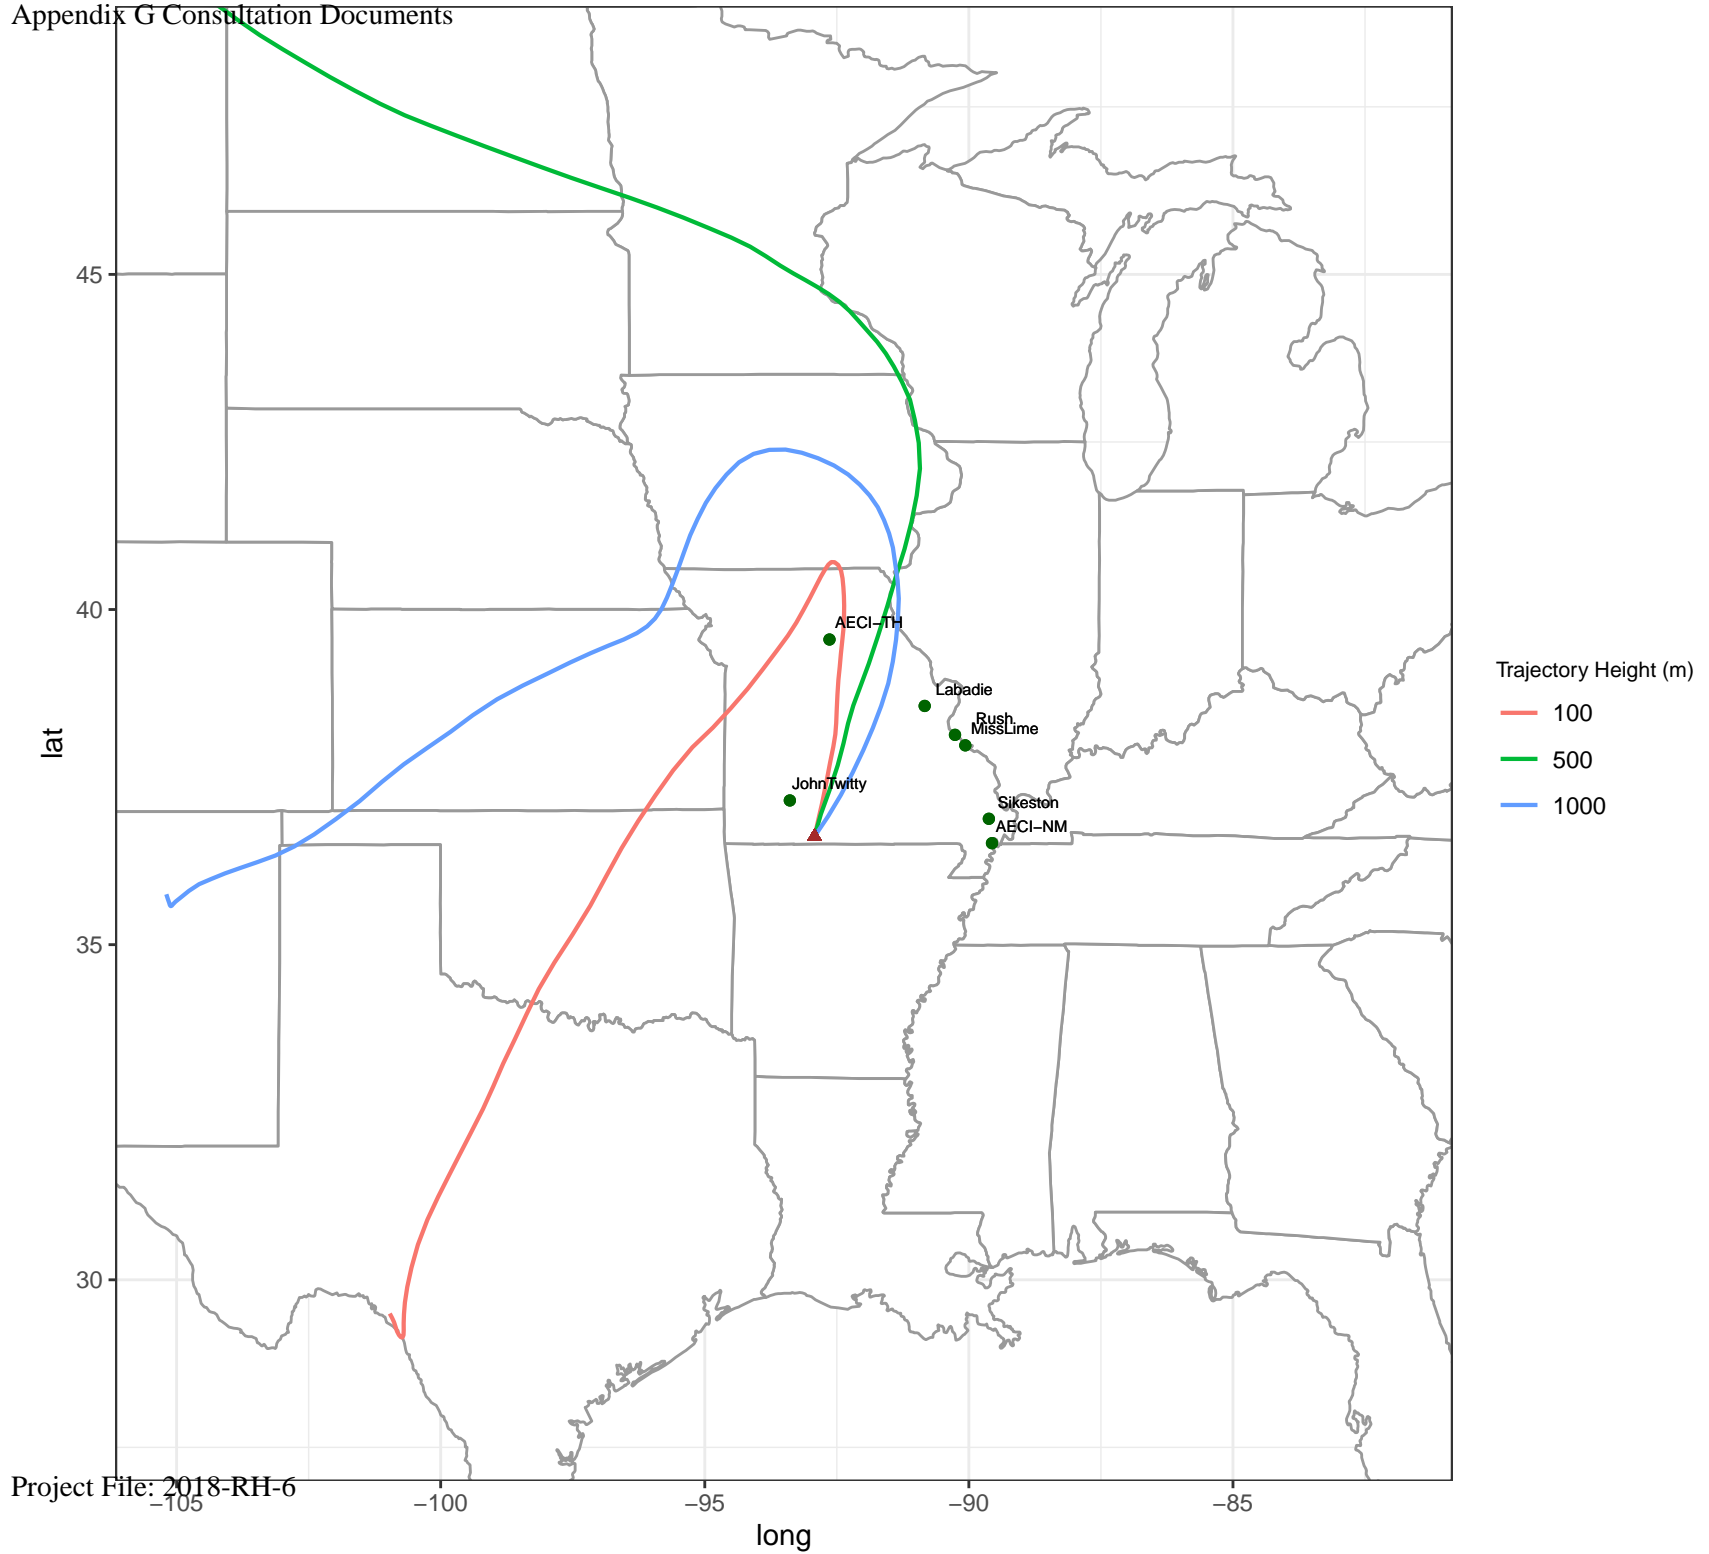 Appendix G Consultation Documents
45
40
35
30
lat
AECI-TH
Labadie
Rush
MissLime
JohnTwitty
Sikeston
AECI-NM
Trajectory Height (m)
100
500
1000
Project File: 2018-RH-6
-105
-100
-95
-90
-85
long